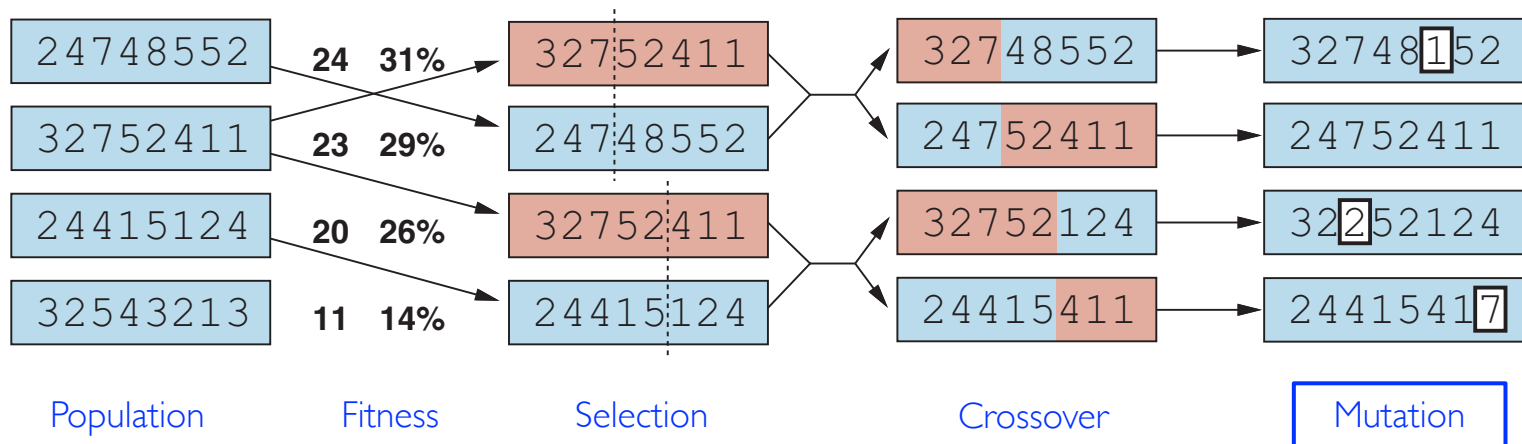 24748552 24 31% 32752411 32748552 32748152
32752411 23 29% 24748552 24752411 24752411
24415124 20 26% 32752411 32752124 32252124
32543213 11 14% 24415124 24415411 24415417
Population Fitness Selection Crossover Mutation